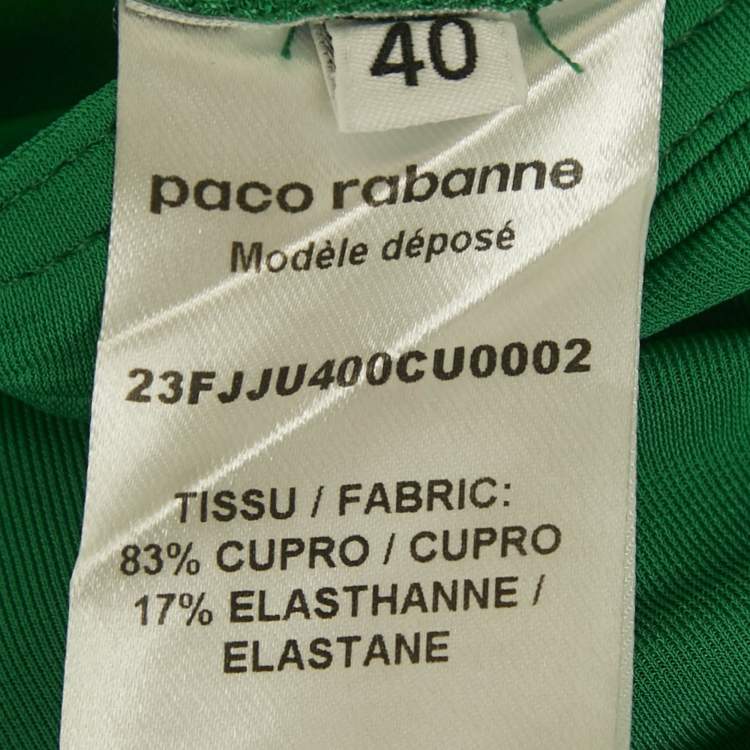 40
paco rabanne
Modèle déposé
23FJJU400CU0002
TISSU / FABRIC:
83% CUPRO / CUPRO
17% ELASTHANNE /
ELASTANE